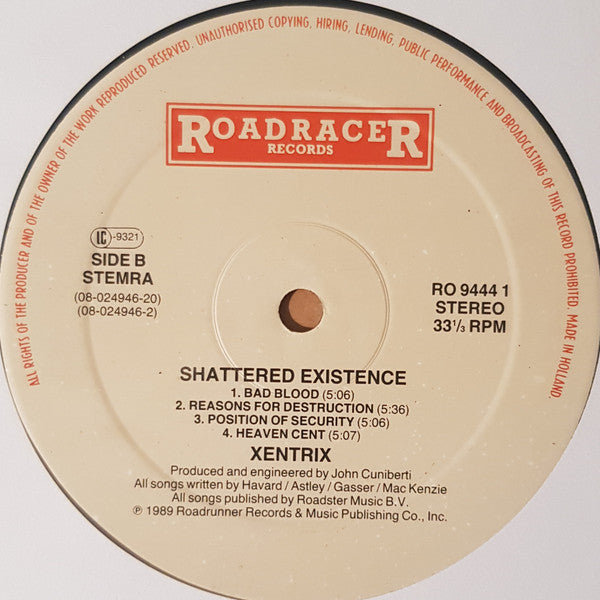 ALL RIGHTS OF THE PRODUCER AND OF THE OWNER OF THE WORK REPRODUCED RESERVED. UNAUTHORISED COPYING, HIRING, LENDING, PUBLIC PERFORMANCE AND BROADCASTING OF THIS RECORD PROHIBITED. MADE IN HOLLAND.
ROADRACER
RECORDS
LC-9321
SIDE B
STEMRA
(08-024946-20)
(08-024946-2)
RO 9444 1
STEREO
33⅓ RPM
SHATTERED EXISTENCE
1. BAD BLOOD (5:06)
2. REASONS FOR DESTRUCTION (5:36)
3. POSITION OF SECURITY (5:06)
4. HEAVEN CENT (5:07)
XENTRIX
Produced and engineered by John Cuniberti
All songs written by Havard / Astley / Gasser / Mac Kenzie
All songs published by Roadster Music B.V.
℗ 1989 Roadrunner Records & Music Publishing Co., Inc.